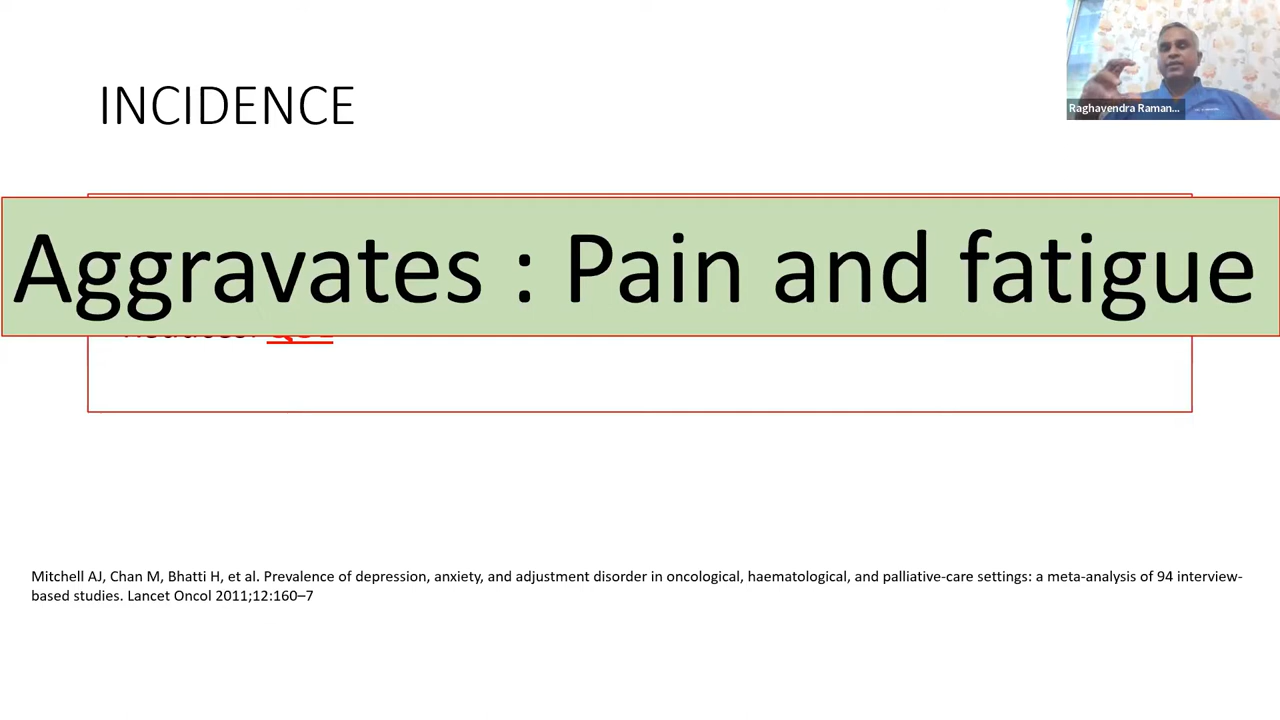 INCIDENCE
Raghavendra Raman...
Aggravates : Pain and fatigue
Mitchell AJ, Chan M, Bhatti H, et al. Prevalence of depression, anxiety, and adjustment disorder in oncological, haematological, and palliative-care settings: a meta-analysis of 94 interview-
based studies. Lancet Oncol 2011;12:160–7